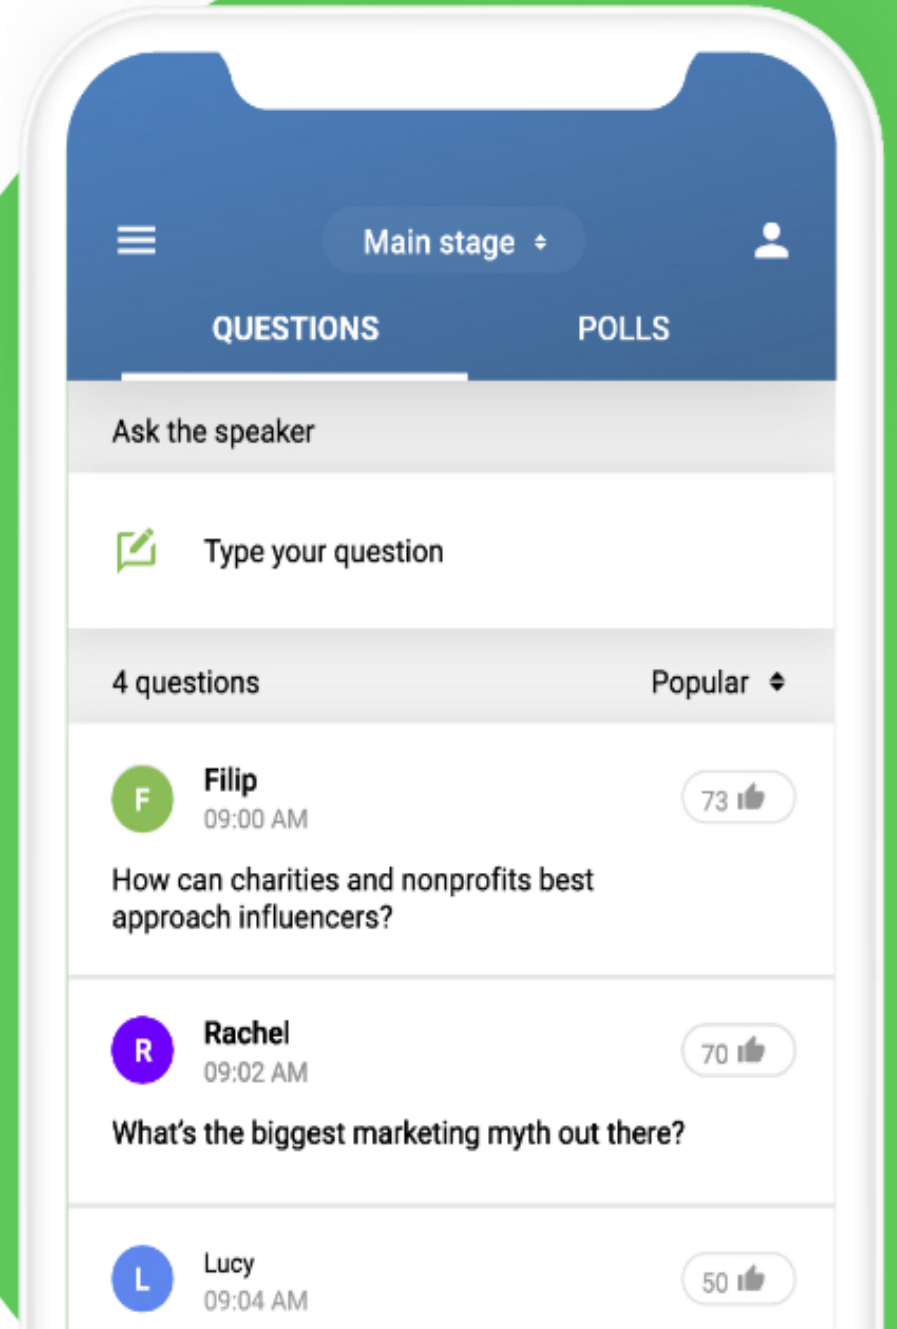 Main stage
QUESTIONS
POLLS
Ask the speaker
Type your question
4 questions
Popular
F
Filip
09:00 AM
73
How can charities and nonprofits best
approach influencers?
R
Rachel
09:02 AM
70
What's the biggest marketing myth out there?
L
Lucy
09:04 AM
50